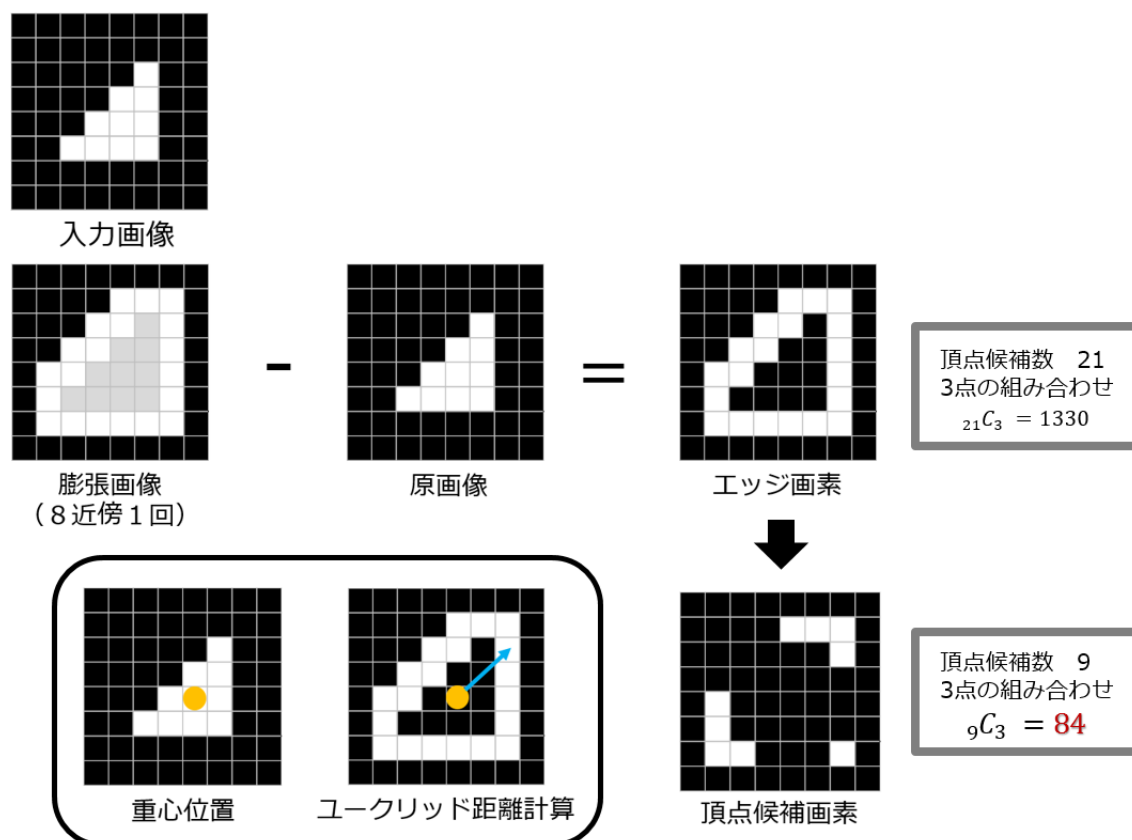 入力画像
-
=
膨張画像
（８近傍１回）
原画像
エッジ画素
頂点候補数　21
3点の組み合わせ
₂₁C₃ = 1330
重心位置
ユークリッド距離計算
頂点候補画素
頂点候補数　9
3点の組み合わせ
₉C₃ = 84